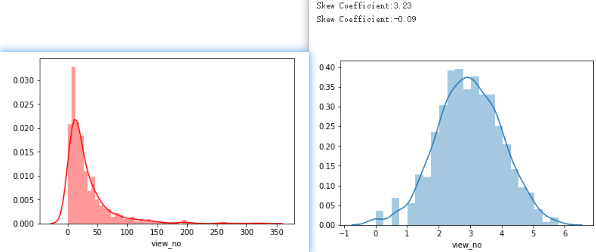 Skew Coefficient:3.23
Skew Coefficient:-0.09
0.030
0.025
0.020
0.015
0.010
0.005
0.000
0 50 100 150 200 250 300 350
view_no
0.40
0.35
0.30
0.25
0.20
0.15
0.10
0.05
0.00
−1 0 1 2 3 4 5 6
view_no